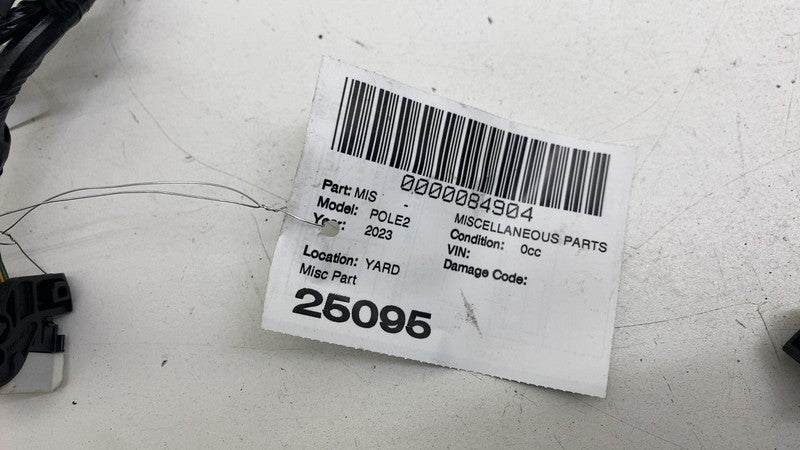 0000084904
Part: MIS - MISCELLANEOUS PARTS
Model: POLE2 Condition: 0cc
Year: 2023 VIN:
Location: YARD Damage Code:
Misc Part
25095